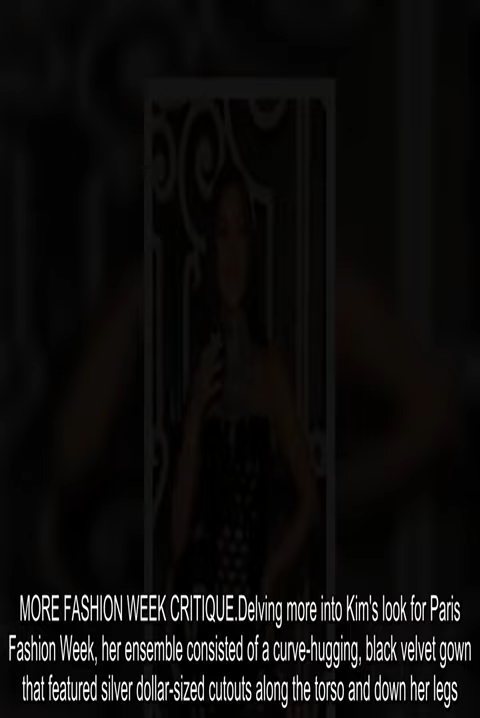 MORE FASHION WEEK CRITIQUE.Delving more into Kim's look for Paris
Fashion Week, her ensemble consisted of a curve-hugging, black velvet gown
that featured silver dollar-sized cutouts along the torso and down her legs